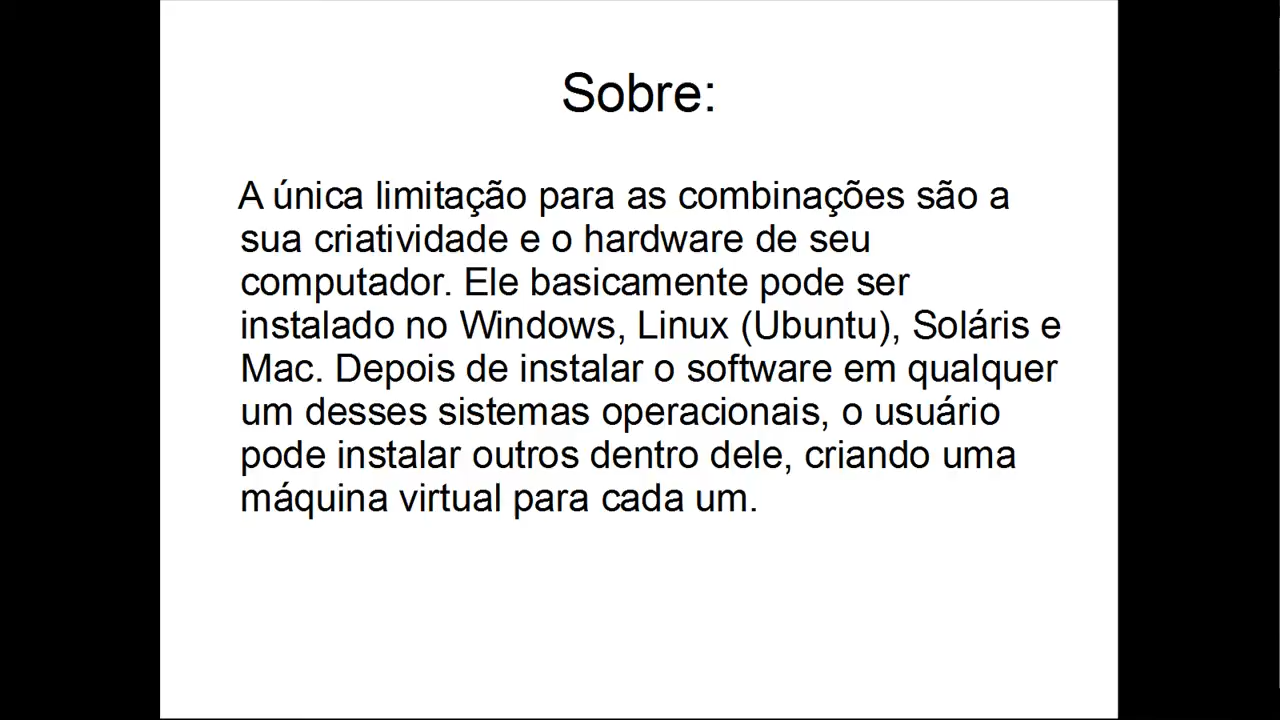 Sobre:
A única limitação para as combinações são a
sua criatividade e o hardware de seu
computador. Ele basicamente pode ser
instalado no Windows, Linux (Ubuntu), Soláris e
Mac. Depois de instalar o software em qualquer
um desses sistemas operacionais, o usuário
pode instalar outros dentro dele, criando uma
máquina virtual para cada um.